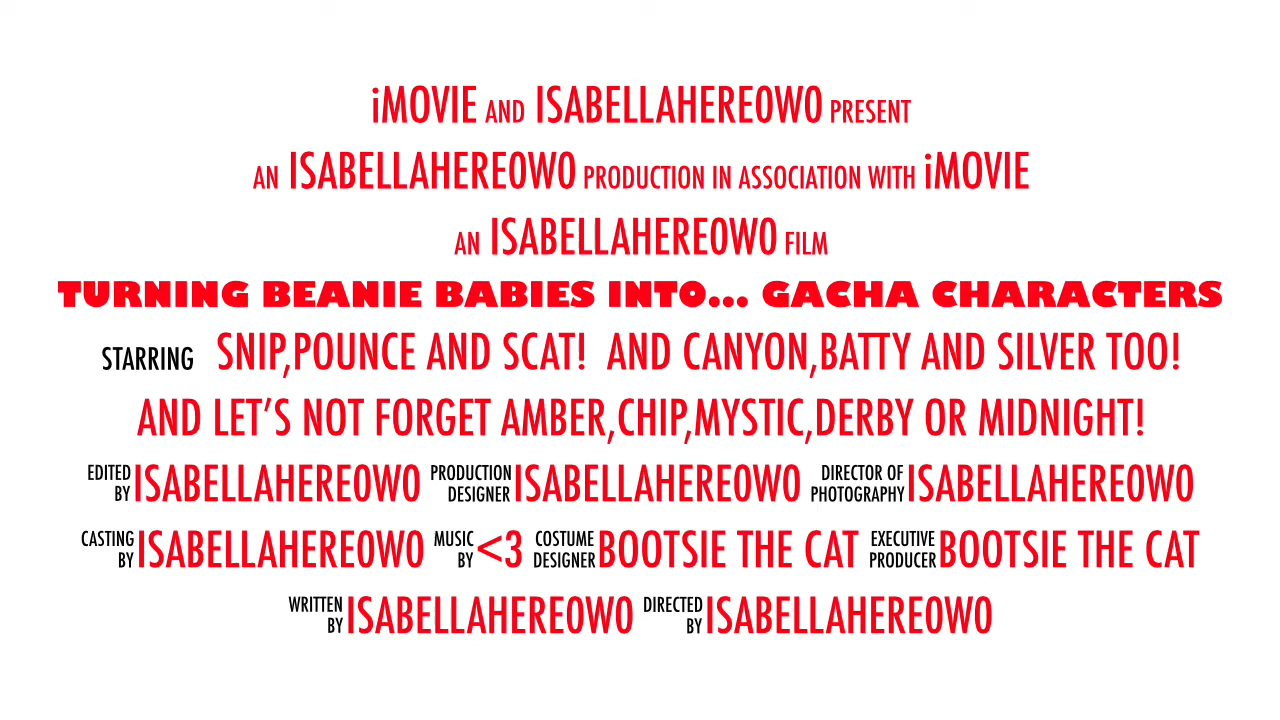 iMOVIE AND ISABELLAHEREOWO PRESENT
AN ISABELLAHEREOWO PRODUCTION IN ASSOCIATION WITH iMOVIE
AN ISABELLAHEREOWO FILM
TURNING BEANIE BABIES INTO... GACHA CHARACTERS
STARRING SNIP,POUNCE AND SCAT! AND CANYON,BATTY AND SILVER TOO!
AND LET'S NOT FORGET AMBER,CHIP,MYSTIC,DERBY OR MIDNIGHT!
EDITED BY ISABELLAHEREOWO PRODUCTION DESIGNER ISABELLAHEREOWO DIRECTOR OF PHOTOGRAPHY ISABELLAHEREOWO
CASTING BY ISABELLAHEREOWO MUSIC BY <3 COSTUME DESIGNER BOOTSIE THE CAT EXECUTIVE PRODUCER BOOTSIE THE CAT
WRITTEN BY ISABELLAHEREOWO DIRECTED BY ISABELLAHEREOWO